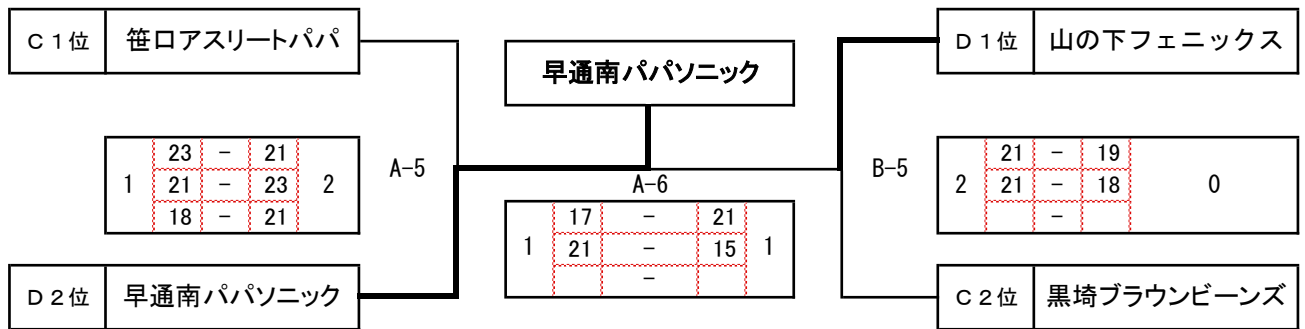 C１位 笹口アスリートパパ
早通南パパソニック
D１位 山の下フェニックス
1 23 - 21 2
21 - 23
18 - 21
A-5
A-6
1 17 - 21 1
21 - 15
-
B-5
2 21 - 19 0
21 - 18
-
D２位 早通南パパソニック
C２位 黒埼ブラウンビーンズ